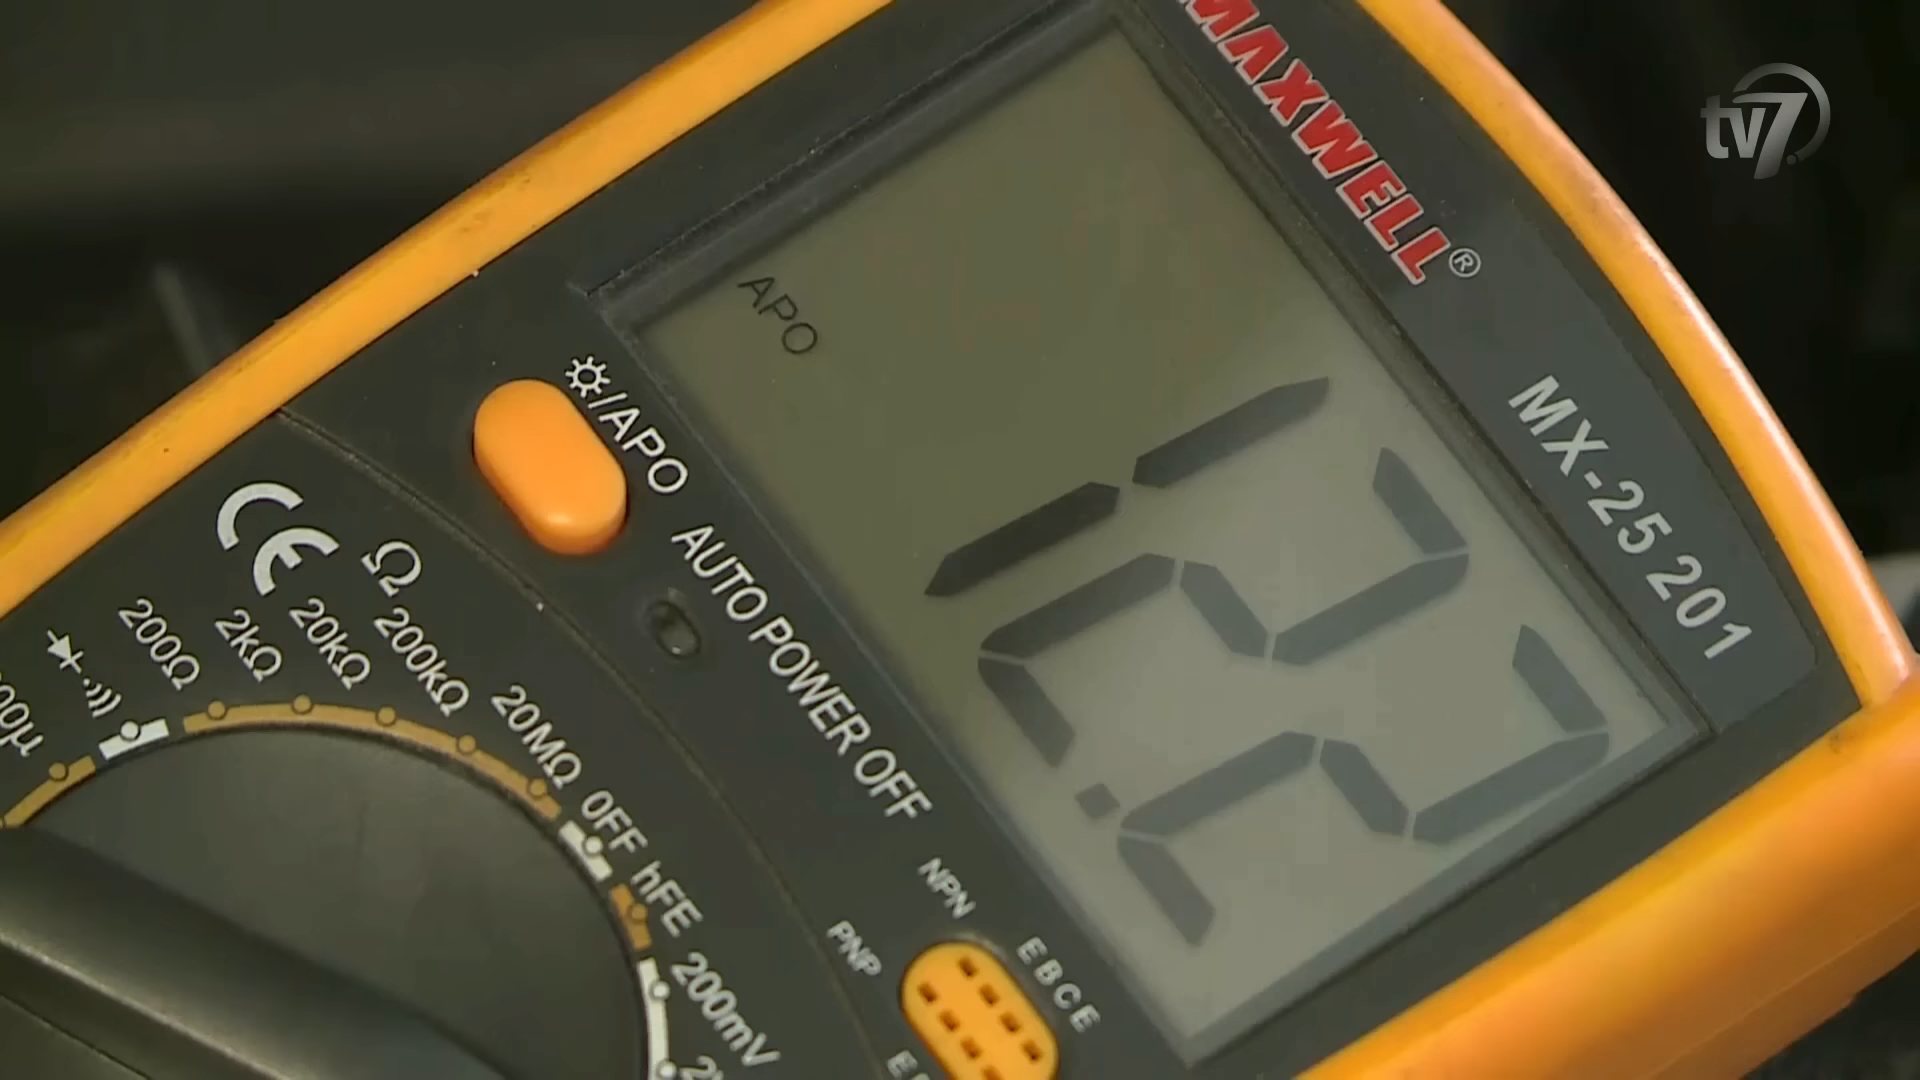 tv7
MAXWELL®
MX-25 201
APO
12.2
/APO
AUTO POWER OFF
CE
Ω
200Ω
2kΩ
20kΩ
200kΩ
20MΩ
OFF
hFE
200mV
NPN
PNP
E B C E